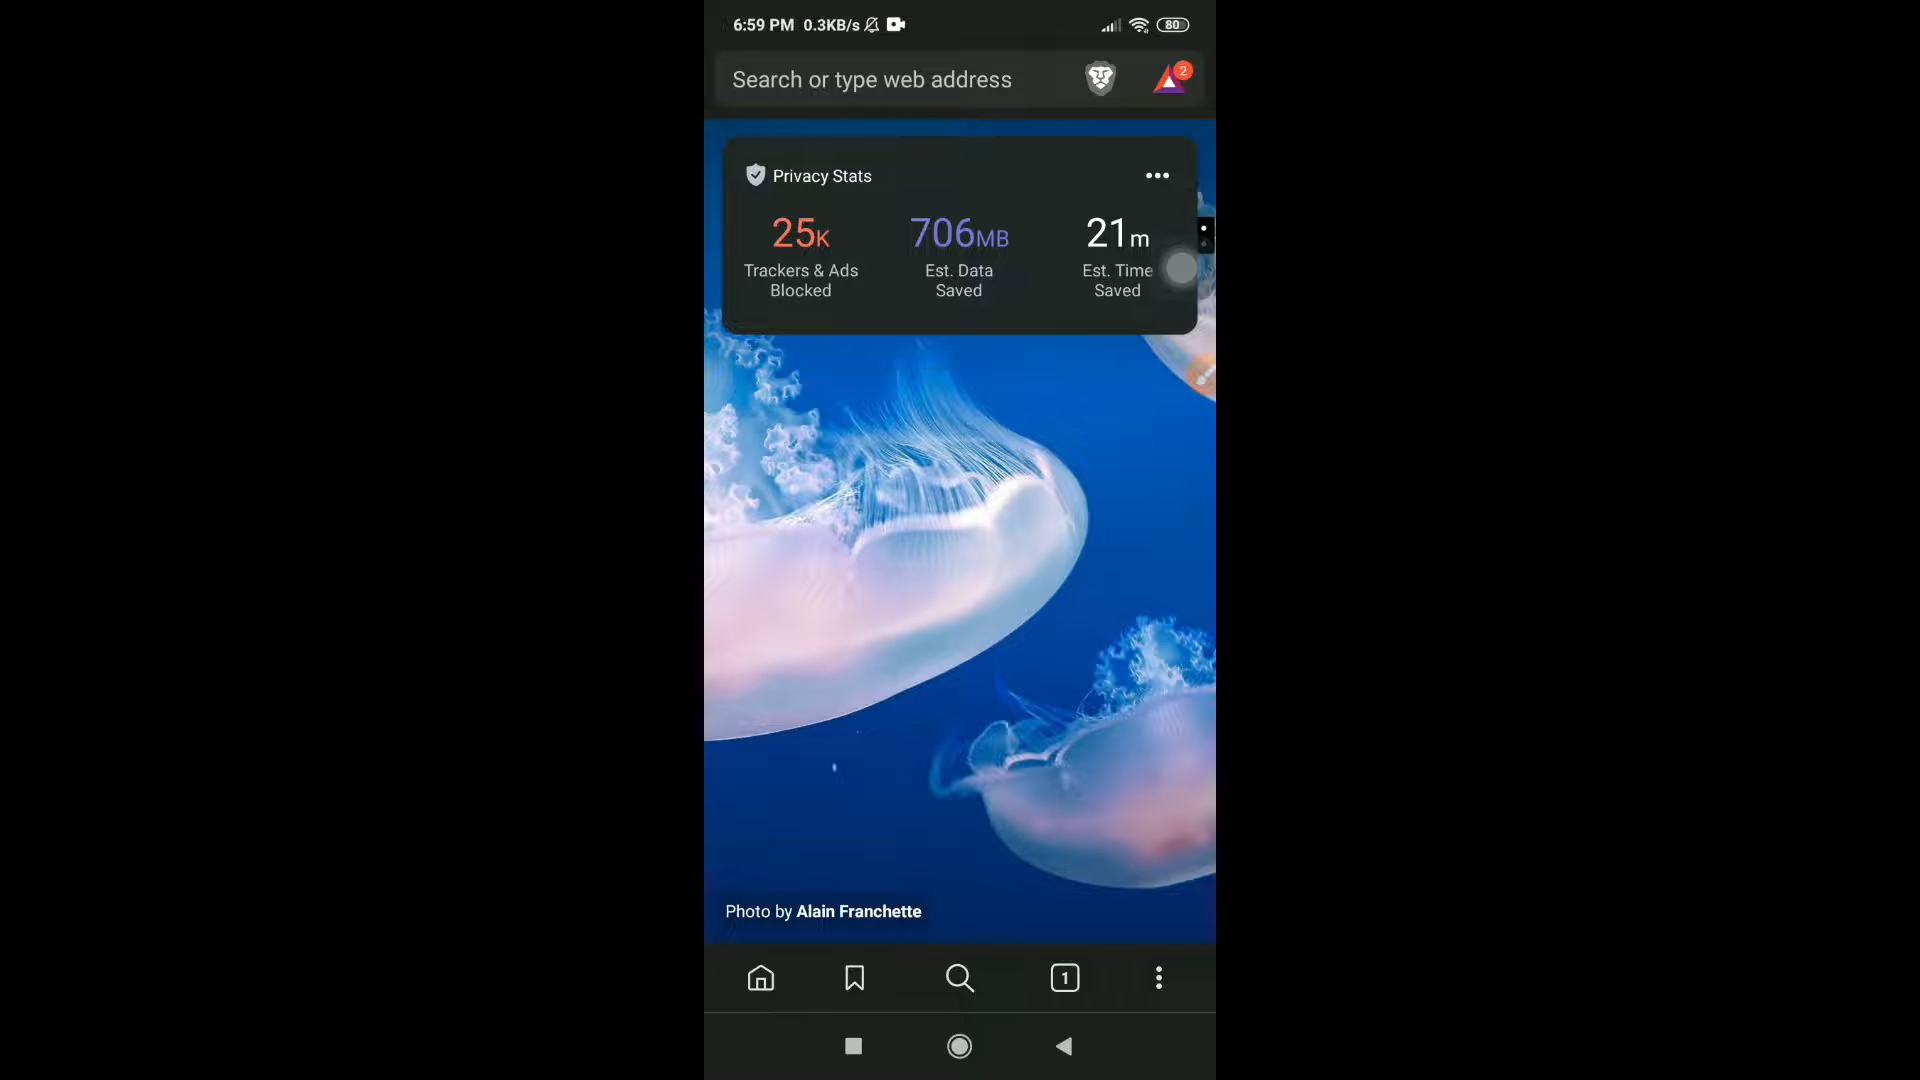 6:59 PM 0.3KB/s
80
Search or type web address
2
Privacy Stats
25K
706MB
21m
Trackers & Ads
Blocked
Est. Data
Saved
Est. Time
Saved
Photo by Alain Franchette
1